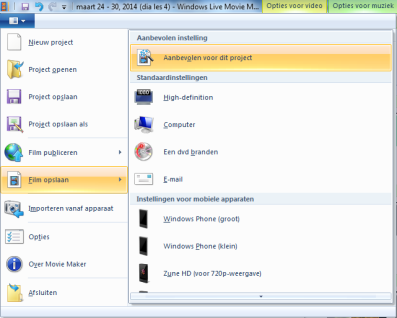 maart 24 - 30, 2014 (dia les 4) - Windows Live Movie M...
Opties voor video
Opties voor muziek
Nieuw project
Project openen
Project opslaan
Project opslaan als
Film publiceren
Film opslaan
Importeren vanaf apparaat
Opties
Over Movie Maker
Afsluiten
Aanbevolen instelling
Aanbevolen voor dit project
Standaardinstellingen
High-definition
Computer
Een dvd branden
E-mail
Instellingen voor mobiele apparaten
Windows Phone (groot)
Windows Phone (klein)
Zune HD (voor 720p-weergave)